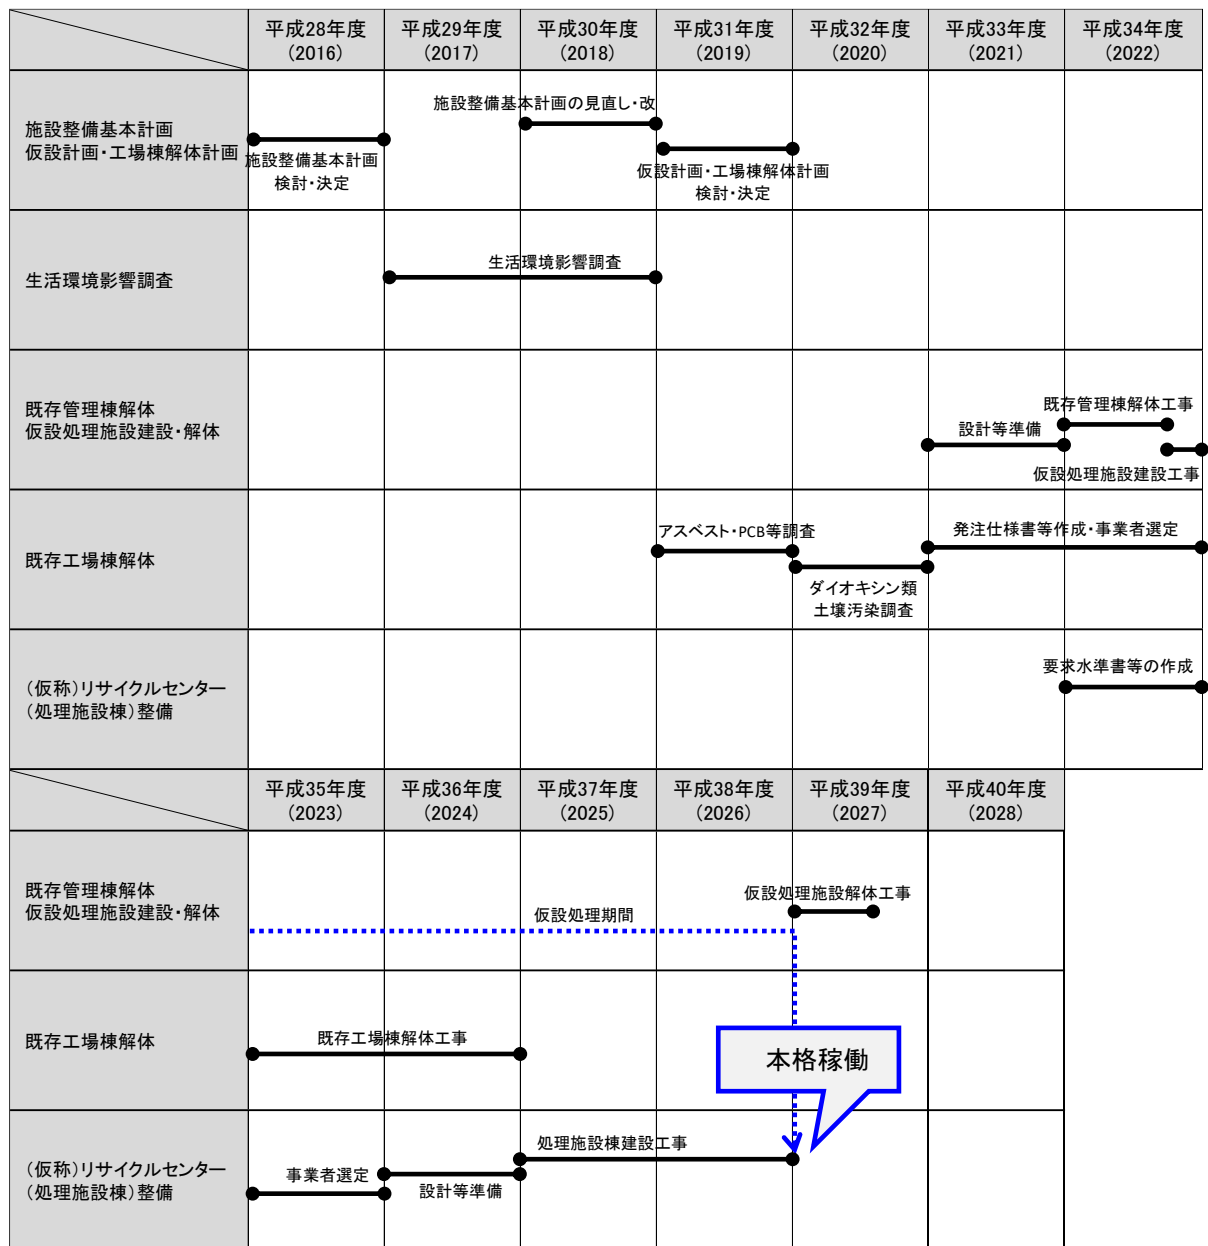 平成28年度 平成29年度 平成30年度 平成31年度 平成32年度 平成33年度 平成34年度
(2016) (2017) (2018) (2019) (2020) (2021) (2022)
施設整備基本計画
仮設計画・工場棟解体計画
施設整備基本計画
検討・決定
施設整備基本計画の見直し・改
仮設計画・工場棟解体計画
検討・決定
生活環境影響調査
生活環境影響調査
既存管理棟解体
仮設処理施設建設・解体
設計等準備
既存管理棟解体工事
仮設処理施設建設工事
既存工場棟解体
アスベスト・PCB等調査
ダイオキシン類
土壌汚染調査
発注仕様書等作成・事業者選定
(仮称)リサイクルセンター
(処理施設棟)整備
要求水準書等の作成
平成35年度 平成36年度 平成37年度 平成38年度 平成39年度 平成40年度
(2023) (2024) (2025) (2026) (2027) (2028)
既存管理棟解体
仮設処理施設建設・解体
仮設処理期間
仮設処理施設解体工事
既存工場棟解体
既存工場棟解体工事
本格稼働
(仮称)リサイクルセンター
(処理施設棟)整備
事業者選定
設計等準備
処理施設棟建設工事